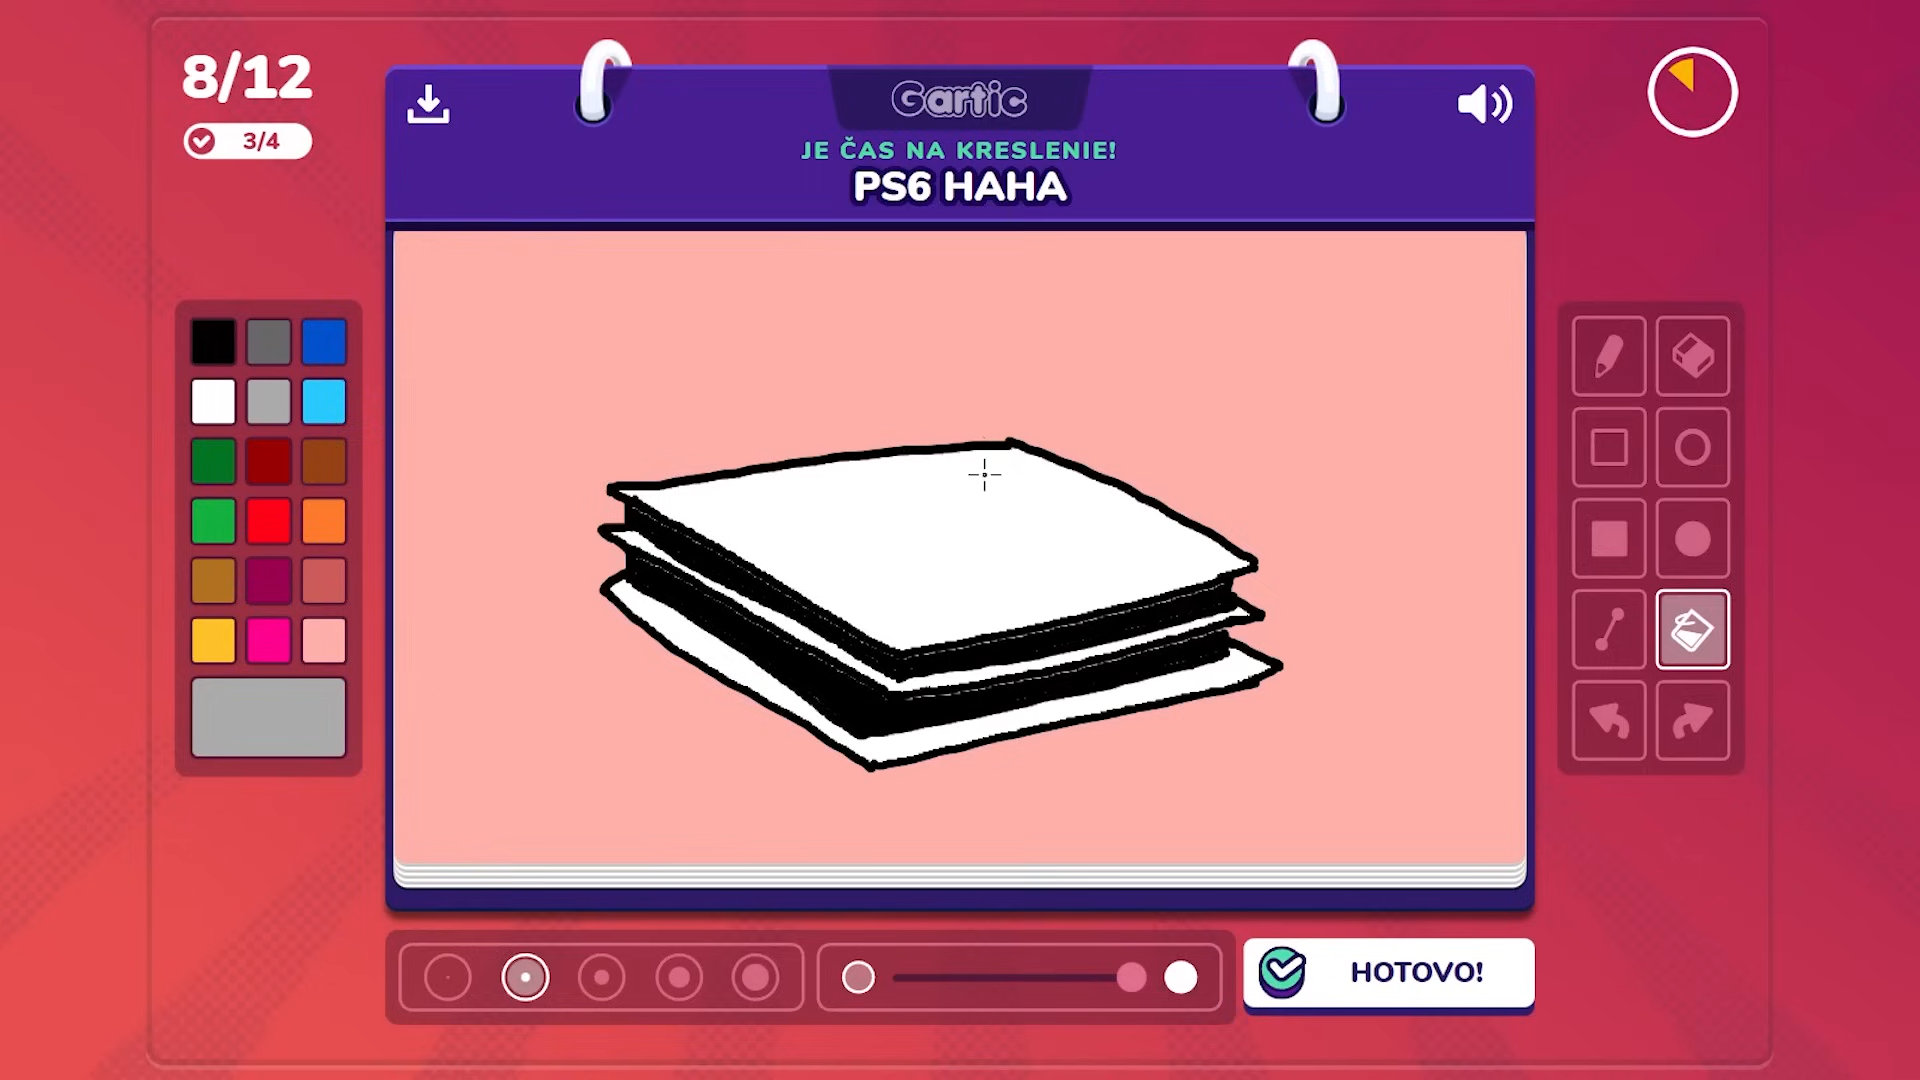 8/12
3/4
Gartic
JE ČAS NA KRESLENIE!
PS6 HAHA
HOTOVO!